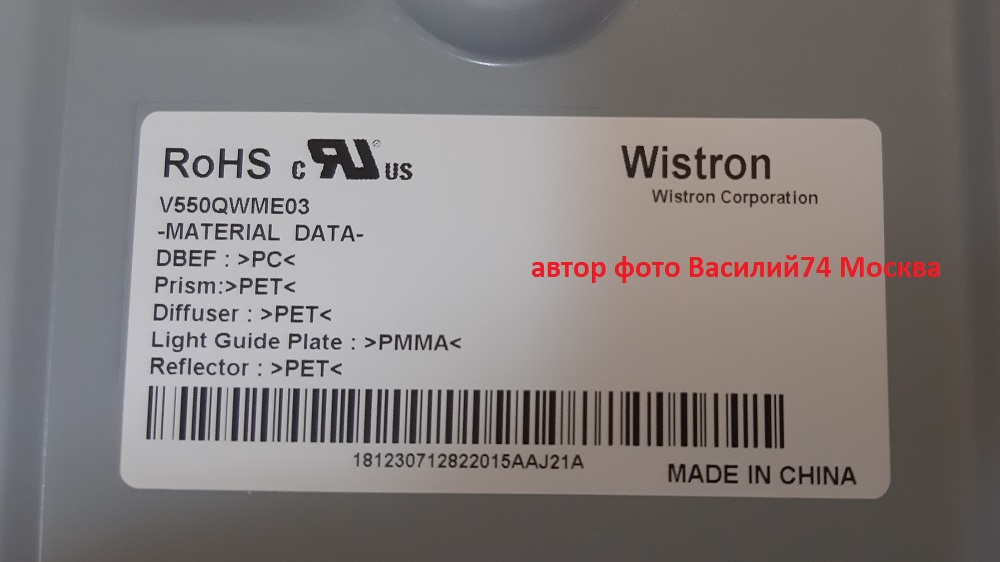 RoHS c RU® US
Wistron
Wistron Corporation
V550QWME03
-MATERIAL DATA-
DBEF : >PC<
автор фото Василий74 Москва
Prism:>PET<
Diffuser : >PET<
Light Guide Plate : >PMMA<
Reflector : >PET<
181230712822015AAJ21A
MADE IN CHINA